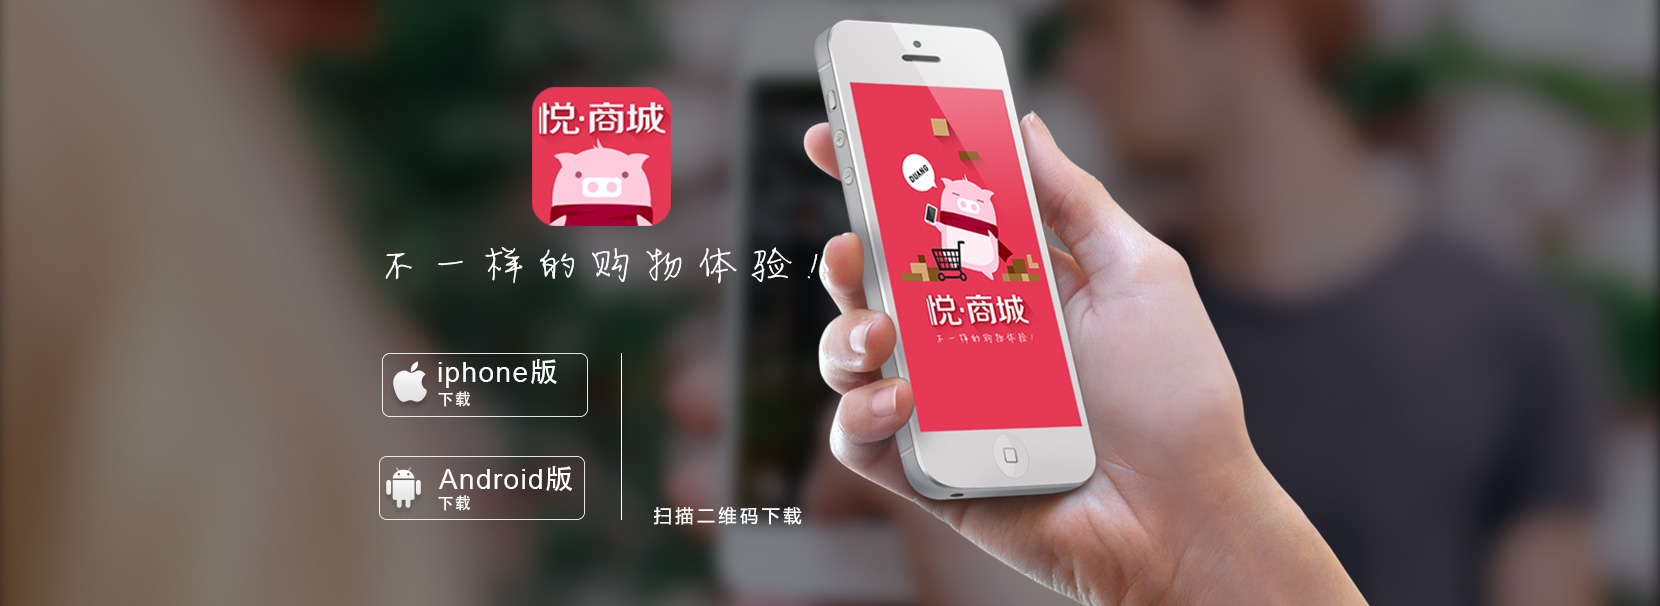 悦·商城
不一样的购物体验!
iphone版
下载
Android版
下载
扫描二维码下载
DUANG
悦·商城
不一样的购物体验!